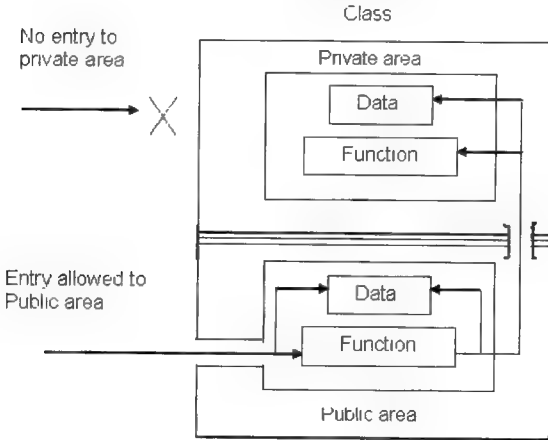 Class
No entry to
private area
Private area
Data
Function
Entry allowed to
Public area
Data
Function
Public area